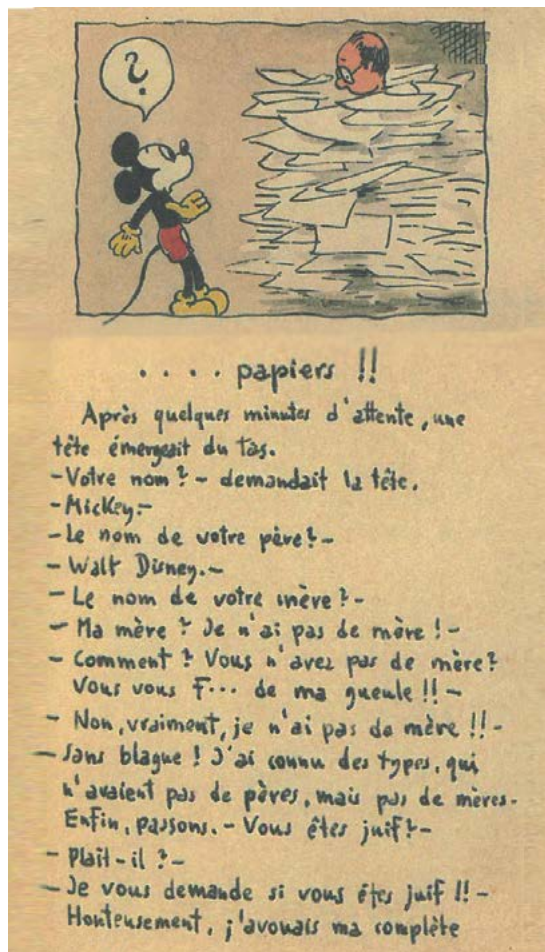 ?
. . . . papiers !!
Après quelques minutes d'attente, une
tête émergeait du tas.
- Votre nom ? - demandait la tête.
- Mickey. -
- Le nom de votre père ? -
- Walt Disney. -
- Le nom de votre mère ? -
- Ma mère ? Je n'ai pas de mère ! -
- Comment ? Vous n'avez pas de mère ?
Vous vous F... de ma gueule !! -
- Non, vraiment, je n'ai pas de mère !! -
- Sans blague ! J'ai connu des types, qui
n'avaient pas de pères, mais pas de mères -
Enfin, passons. - Vous êtes juif ? -
- Plaît-il ? -
- Je vous demande si vous êtes juif !! -
Honteusement, j'avouais ma complète